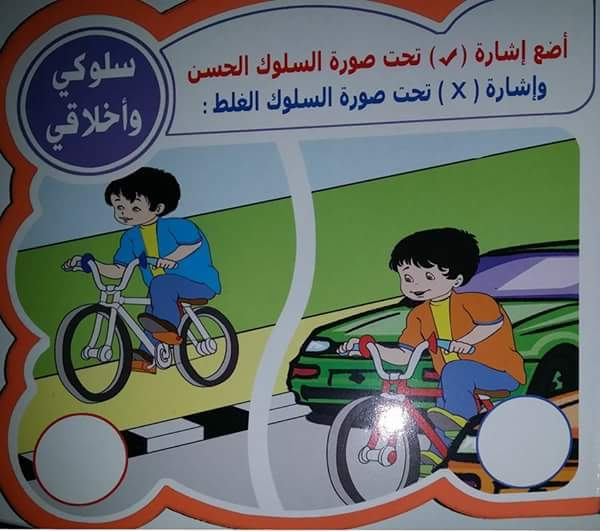 أضع إشارة (✓) تحت صورة السلوك الحسن
وإشارة (X) تحت صورة السلوك الغلط :
سلوكي
وأخلاقي